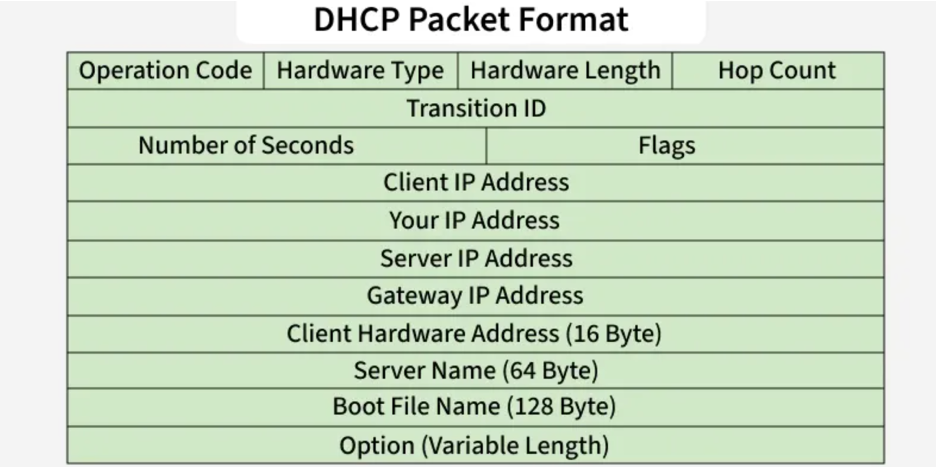 DHCP Packet Format
Operation Code Hardware Type Hardware Length Hop Count
Transition ID
Number of Seconds Flags
Client IP Address
Your IP Address
Server IP Address
Gateway IP Address
Client Hardware Address (16 Byte)
Server Name (64 Byte)
Boot File Name (128 Byte)
Option (Variable Length)